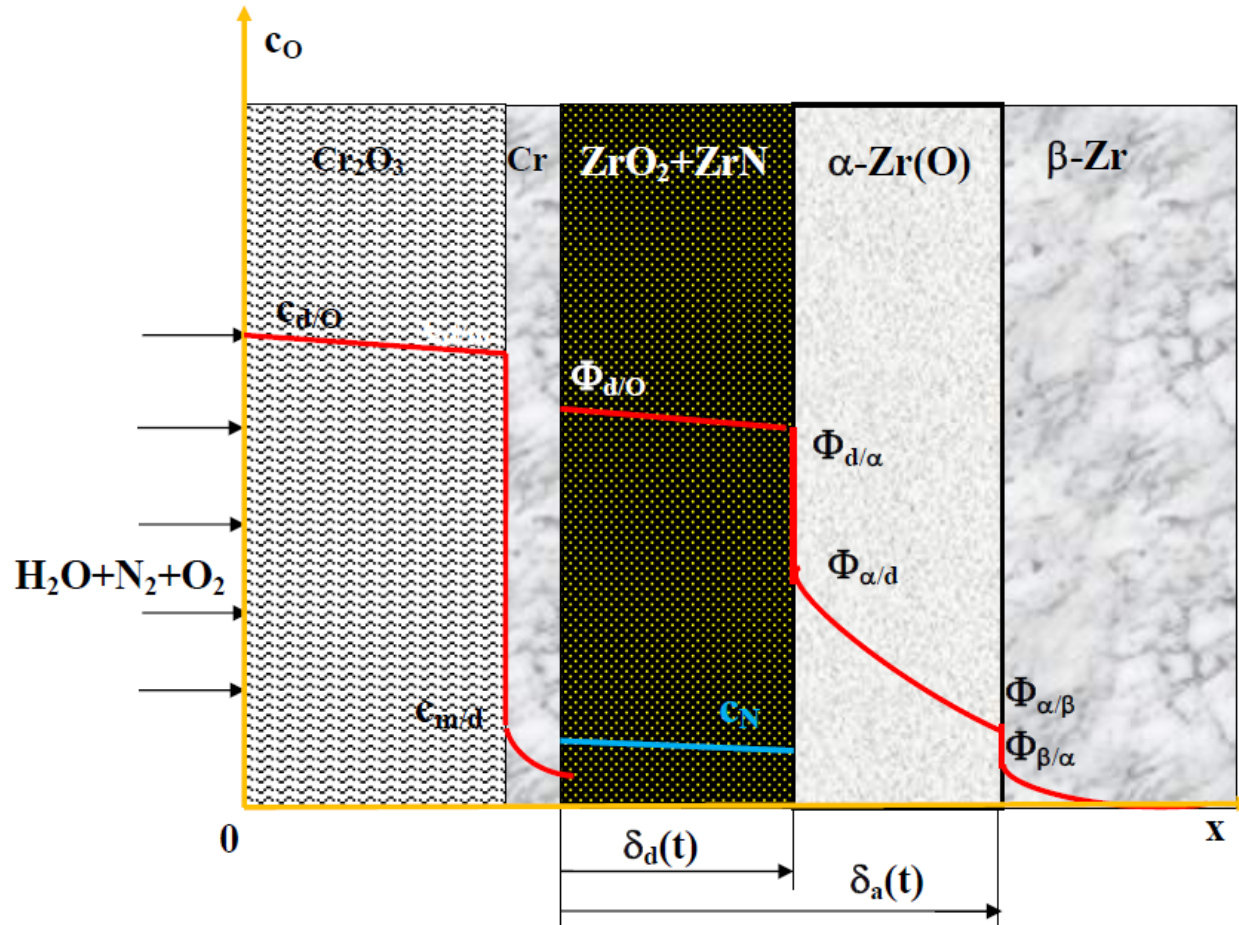 c_O
Cr₂O₃
Cr
ZrO₂+ZrN
α-Zr(O)
β-Zr
c_d/O
Φ_d/O
Φ_d/α
Φ_α/d
H₂O+N₂+O₂
c_m/d
c_N
Φ_α/β
Φ_β/α
0
x
δ_d(t)
δ_a(t)